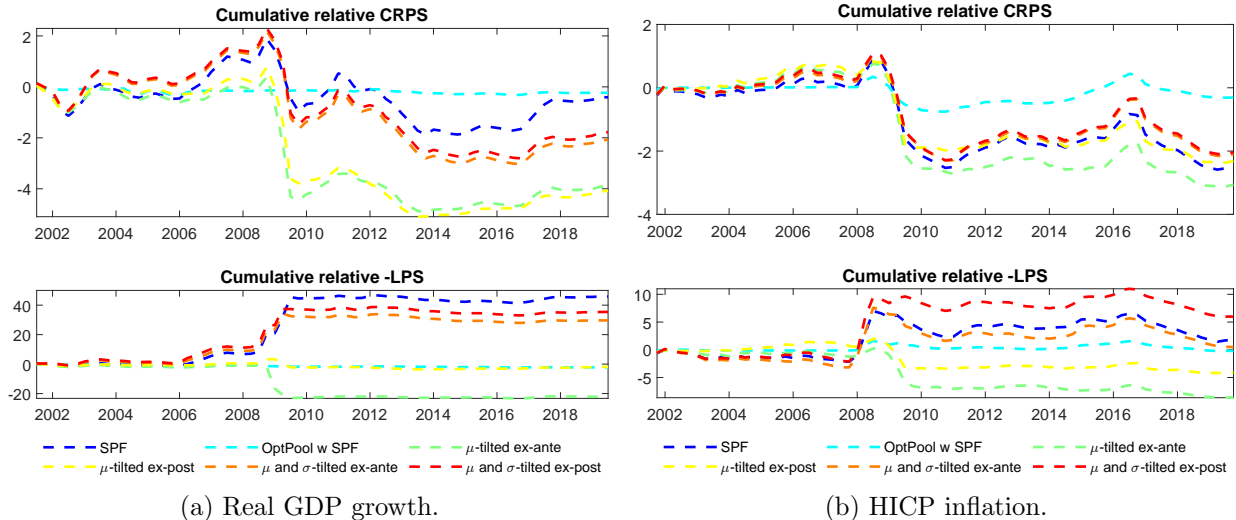 Cumulative relative CRPS
2
0
-2
-4
2002 2004 2006 2008 2010 2012 2014 2016 2018
Cumulative relative -LPS
40
20
0
-20
2002 2004 2006 2008 2010 2012 2014 2016 2018
SPF OptPool w SPF μ-tilted ex-ante
μ-tilted ex-post μ and σ-tilted ex-ante μ and σ-tilted ex-post
(a) Real GDP growth.
Cumulative relative CRPS
2
0
-2
-4
2002 2004 2006 2008 2010 2012 2014 2016 2018
Cumulative relative -LPS
10
5
0
-5
2002 2004 2006 2008 2010 2012 2014 2016 2018
SPF OptPool w SPF μ-tilted ex-ante
μ-tilted ex-post μ and σ-tilted ex-ante μ and σ-tilted ex-post
(b) HICP inflation.